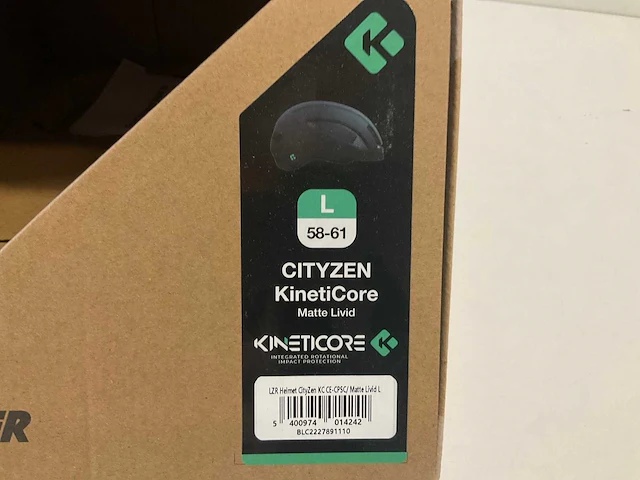 L
58-61
CITYZEN
KinetiCore
Matte Livid
KINETICORE
INTEGRATED ROTATIONAL
IMPACT PROTECTION
LZR Helmet CityZen KC CE-CPSC/ Matte Livid L
5 400974 014242
BLC2227891110